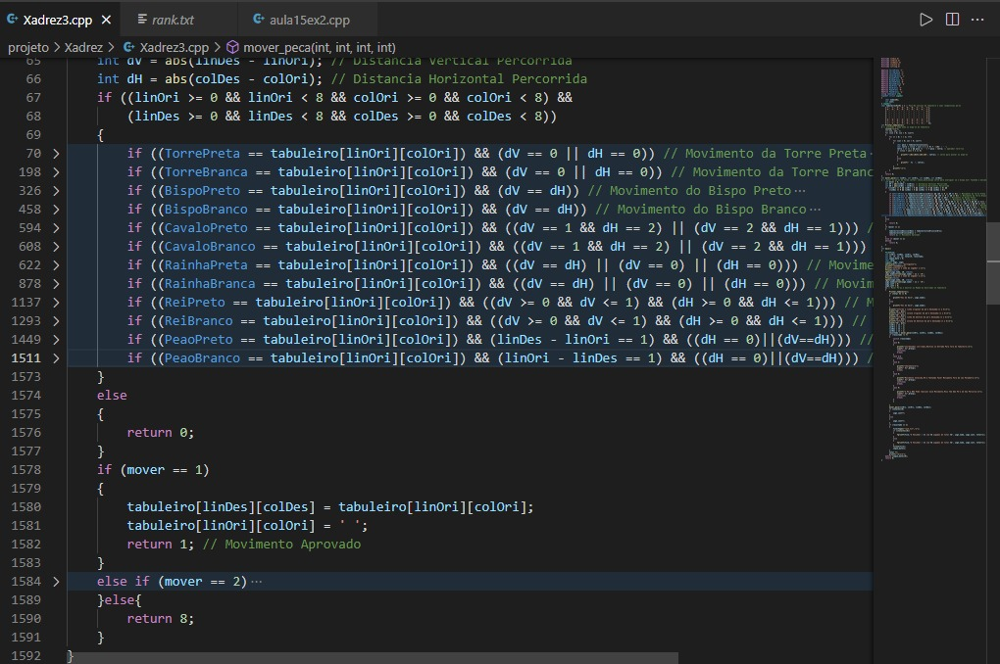 Xadrez3.cpp
rank.txt
aula15ex2.cpp
projeto > Xadrez > Xadrez3.cpp > mover_peca(int, int, int, int)
65 int dV = abs(linDes - linOri); // Distancia Vertical Percorrida
66 int dH = abs(colDes - colOri); // Distancia Horizontal Percorrida
67 if ((linOri >= 0 && linOri < 8 && colOri >= 0 && colOri < 8) &&
68 (linDes >= 0 && linDes < 8 && colDes >= 0 && colDes < 8))
69 {
70 if ((TorrePreta == tabuleiro[linOri][colOri]) && (dV == 0 || dH == 0)) // Movimento da Torre Preta
198 if ((TorreBranca == tabuleiro[linOri][colOri]) && (dV == 0 || dH == 0)) // Movimento da Torre Branc
326 if ((BispoPreto == tabuleiro[linOri][colOri]) && (dV == dH)) // Movimento do Bispo Preto···
458 if ((BispoBranco == tabuleiro[linOri][colOri]) && (dV == dH)) // Movimento do Bispo Branco···
594 if ((CavaloPreto == tabuleiro[linOri][colOri]) && ((dV == 1 && dH == 2) || (dV == 2 && dH == 1))) /
608 if ((CavaloBranco == tabuleiro[linOri][colOri]) && ((dV == 1 && dH == 2) || (dV == 2 && dH == 1)))
622 if ((RainhaPreta == tabuleiro[linOri][colOri]) && ((dV == dH) || (dV == 0) || (dH == 0))) // Movime
878 if ((RainhaBranca == tabuleiro[linOri][colOri]) && ((dV == dH) || (dV == 0) || (dH == 0))) // Movim
1137 if ((ReiPreto == tabuleiro[linOri][colOri]) && ((dV >= 0 && dV <= 1) && (dH >= 0 && dH <= 1))) // M
1293 if ((ReiBranco == tabuleiro[linOri][colOri]) && ((dV >= 0 && dV <= 1) && (dH >= 0 && dH <= 1))) //
1449 if ((PeaoPreto == tabuleiro[linOri][colOri]) && (linDes - linOri == 1) && ((dH == 0)||(dV==dH))) //
1511 if ((PeaoBranco == tabuleiro[linOri][colOri]) && (linOri - linDes == 1) && ((dH == 0)||(dV==dH))) /
1573 }
1574 else
1575 {
1576 return 0;
1577 }
1578 if (mover == 1)
1579 {
1580 tabuleiro[linDes][colDes] = tabuleiro[linOri][colOri];
1581 tabuleiro[linOri][colOri] = ' ';
1582 return 1; // Movimento Aprovado
1583 }
1584 else if (mover == 2)···
1589 }else{
1590 return 8;
1591 }
1592 }